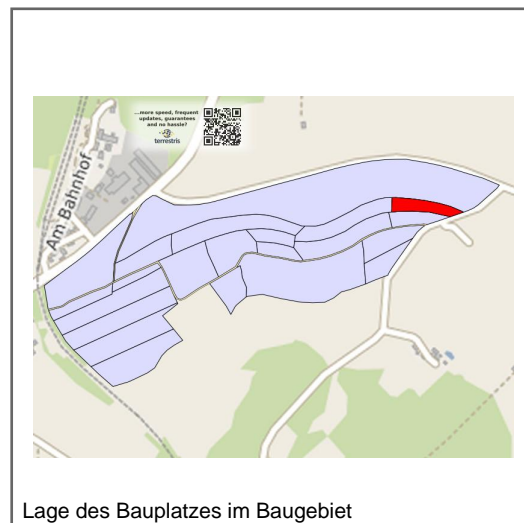 ...more speed, frequent
updates, guarantees
and no hassle?
terrestris
Am Bahnhof
Lage des Bauplatzes im Baugebiet